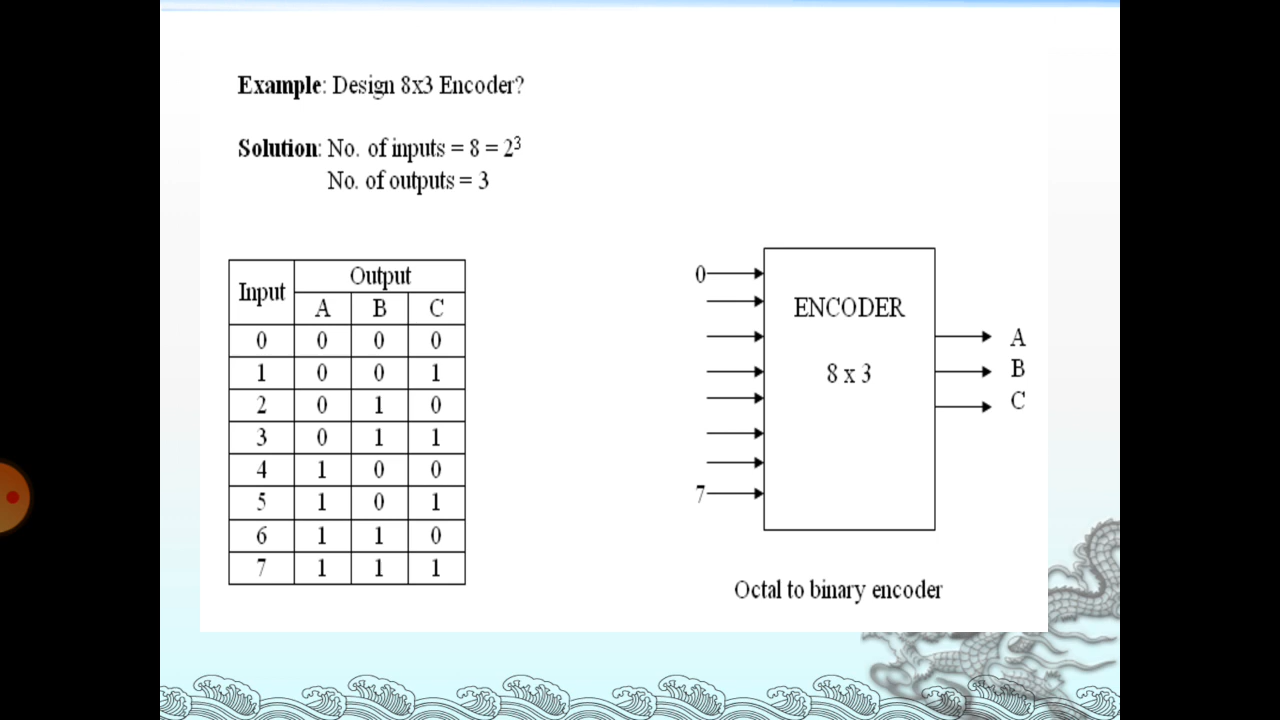 Example: Design 8x3 Encoder?
Solution: No. of inputs = 8 = 2³
No. of outputs = 3
Input Output
A B C
0 0 0 0
1 0 0 1
2 0 1 0
3 0 1 1
4 1 0 0
5 1 0 1
6 1 1 0
7 1 1 1
0
7
ENCODER
8 x 3
A
B
C
Octal to binary encoder